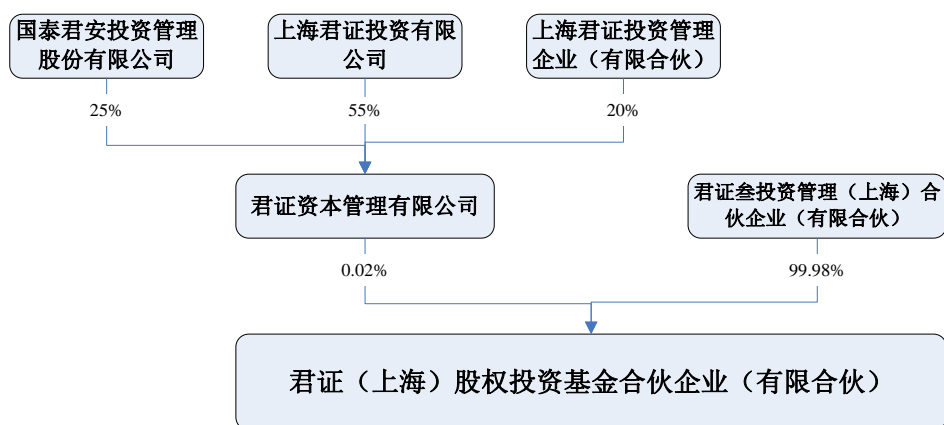 国泰君安投资管理
股份有限公司
上海君证投资有限
公司
上海君证投资管理
企业（有限合伙）
25%
55%
20%
君证资本管理有限公司
君证叁投资管理（上海）合
伙企业（有限合伙）
0.02%
99.98%
君证（上海）股权投资基金合伙企业（有限合伙）